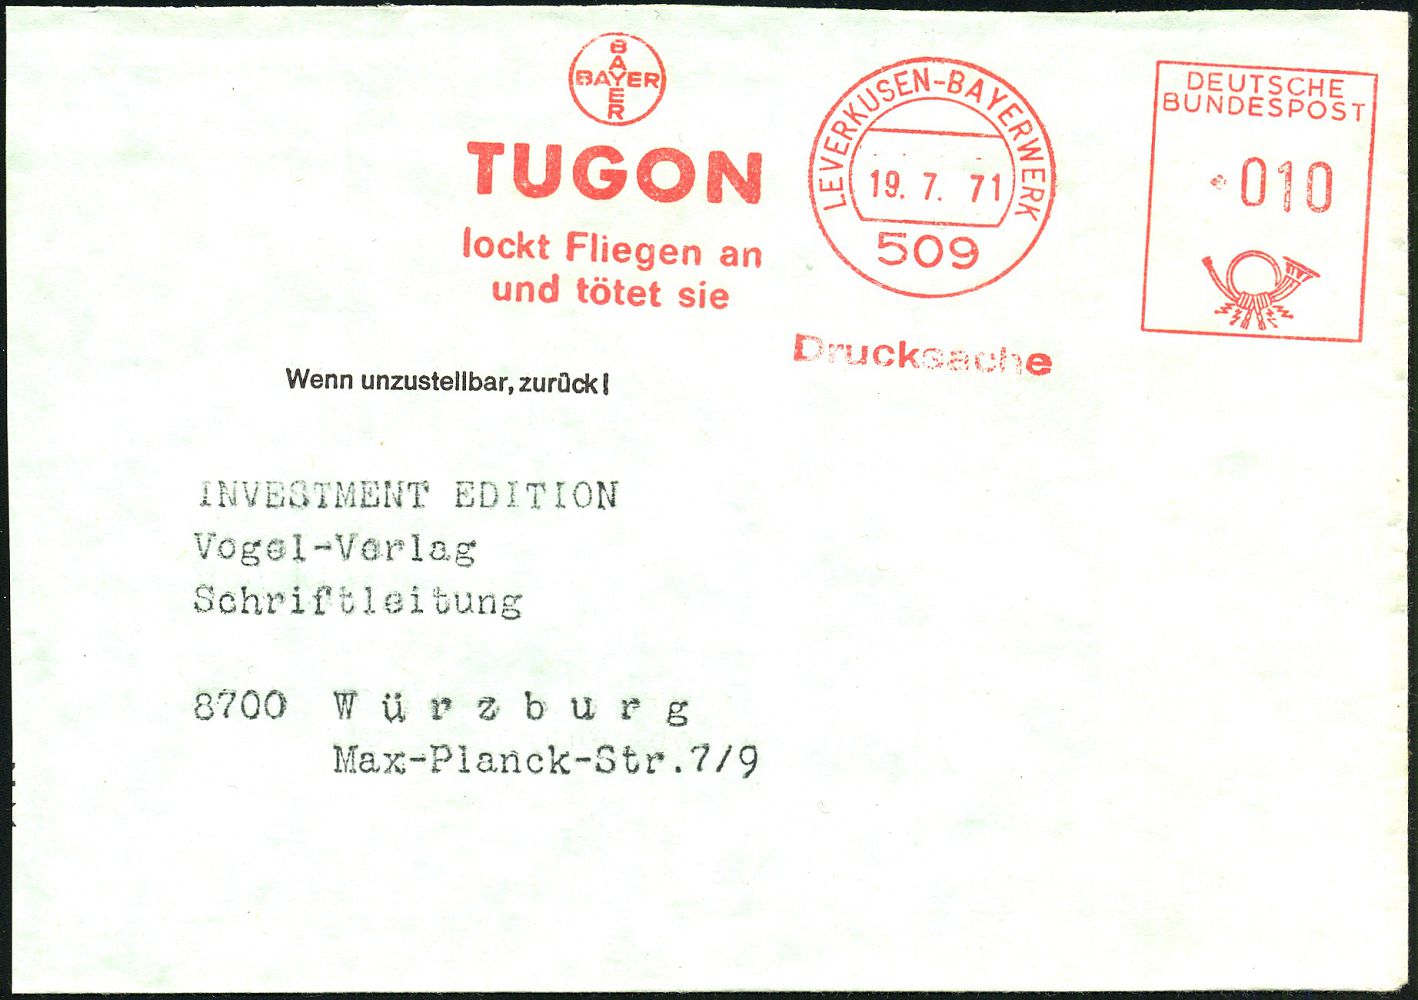 BAYER
BAYER
TUGON
lockt Fliegen an
und tötet sie
LEVERKUSEN-BAYERWERK
19. 7. 71
509
DEUTSCHE
BUNDESPOST
010
Drucksache
Wenn unzustellbar, zurück!
INVESTMENT EDITION
Vogel-Verlag
Schriftleitung
8700 Würzburg
Max-Planck-Str.7/9